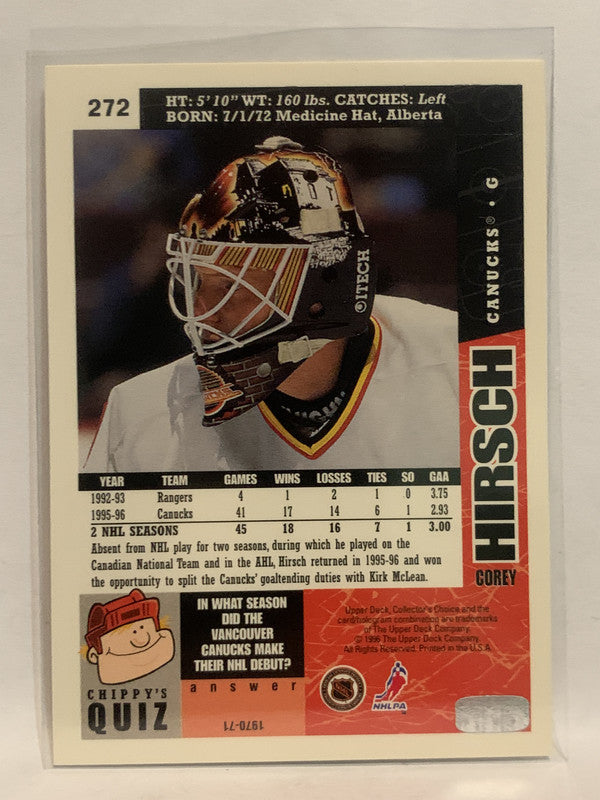 272
HT: 5'10" WT: 160 lbs. CATCHES: Left
BORN: 7/1/72 Medicine Hat, Alberta
CANUCKS® • G
HIRSCH
COREY
ITECH
YEAR TEAM GAMES WINS LOSSES TIES SO GAA
1992-93 Rangers 4 1 2 1 0 3.75
1995-96 Canucks 41 17 14 6 1 2.93
2 NHL SEASONS 45 18 16 7 1 3.00
Absent from NHL play for two seasons, during which he played on the
Canadian National Team and in the AHL, Hirsch returned in 1995-96 and won
the opportunity to split the Canucks' goaltending duties with Kirk McLean.
CHIPPY'S
QUIZ
IN WHAT SEASON
DID THE
VANCOUVER
CANUCKS MAKE
THEIR NHL DEBUT?
answer
1970-71
Upper Deck, Collector's Choice and the
card/hologram combination are trademarks
of The Upper Deck Company.
© 1996 The Upper Deck Company.
All Rights Reserved. Printed in the U.S.A.
NHL
NHLPA